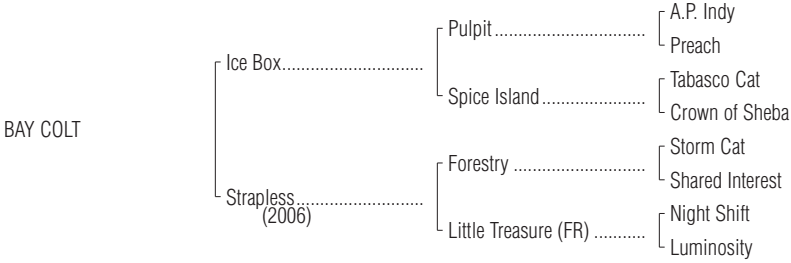 A.P. Indy
Pulpit..................................
Preach
Ice Box................................
Tabasco Cat
Spice Island.......................
Crown of Sheba
BAY COLT
Storm Cat
Forestry .............................
Shared Interest
Strapless.............................
(2006)
Night Shift
Little Treasure (FR) ...........
Luminosity